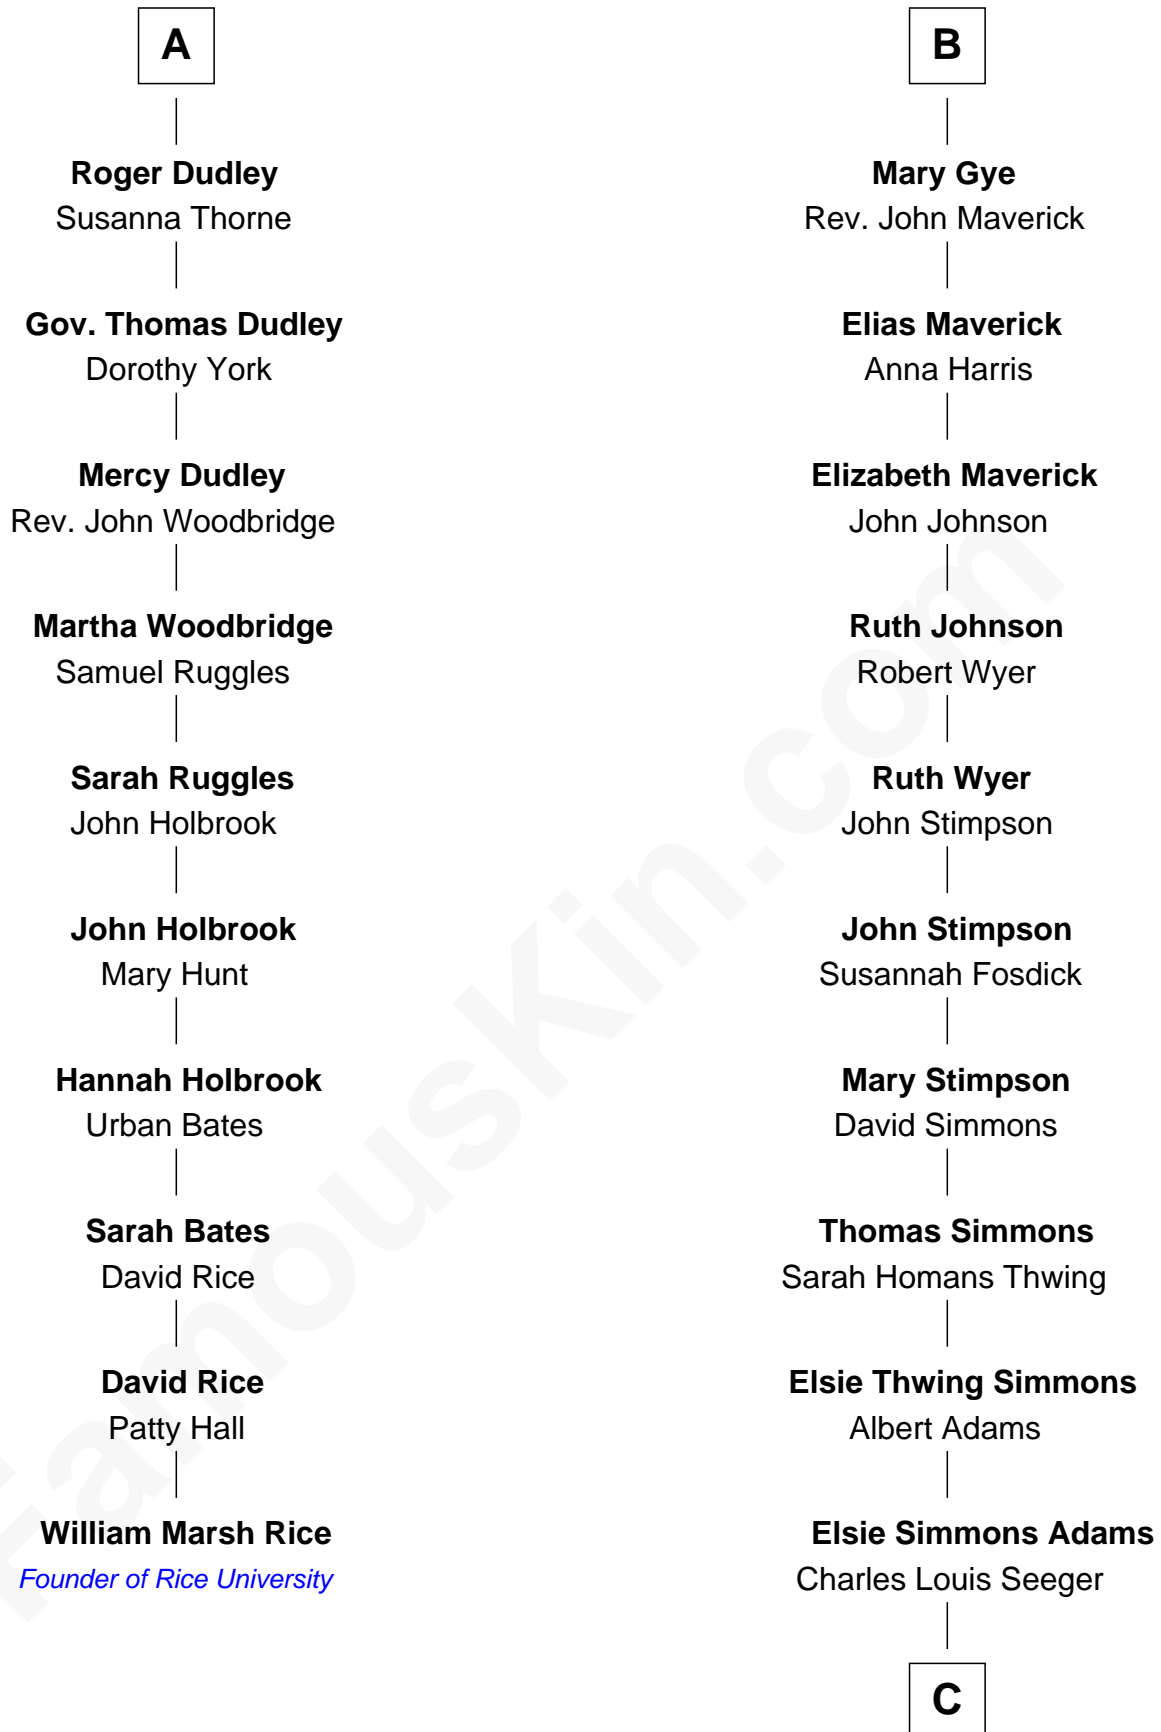 A
Roger Dudley
Susanna Thorne
Gov. Thomas Dudley
Dorothy York
Mercy Dudley
Rev. John Woodbridge
Martha Woodbridge
Samuel Ruggles
Sarah Ruggles
John Holbrook
John Holbrook
Mary Hunt
Hannah Holbrook
Urban Bates
Sarah Bates
David Rice
David Rice
Patty Hall
William Marsh Rice
Founder of Rice University
B
Mary Gye
Rev. John Maverick
Elias Maverick
Anna Harris
Elizabeth Maverick
John Johnson
Ruth Johnson
Robert Wyer
Ruth Wyer
John Stimpson
John Stimpson
Susannah Fosdick
Mary Stimpson
David Simmons
Thomas Simmons
Sarah Homans Thwing
Elsie Thwing Simmons
Albert Adams
Elsie Simmons Adams
Charles Louis Seeger
C
FamousKin.com